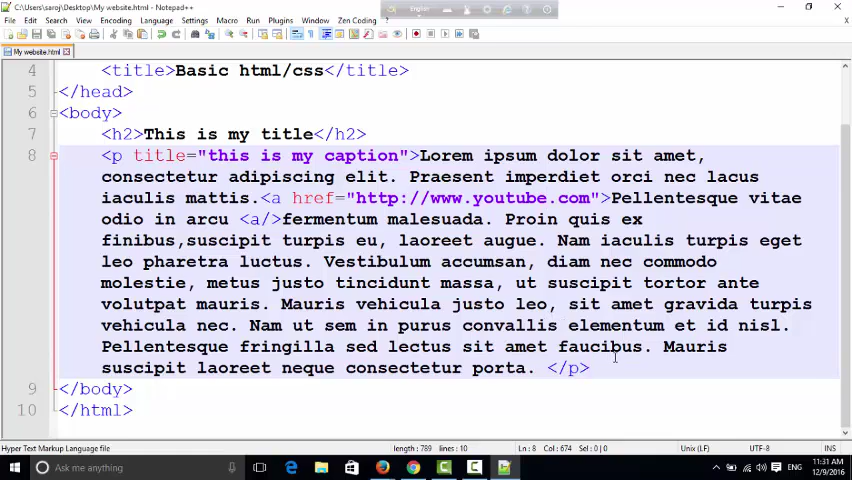 C:\Users\saroj\Desktop\My website.html - Notepad++
English
File Edit Search View Encoding Language Settings Macro Run Plugins Window Zen Coding ?
X
My website.html
4 <title>Basic html/css</title>
5 </head>
6 <body>
7 <h2>This is my title</h2>
8 <p title="this is my caption">Lorem ipsum dolor sit amet,
consectetur adipiscing elit. Praesent imperdiet orci nec lacus
iaculis mattis.<a href="http://www.youtube.com">Pellentesque vitae
odio in arcu <a/>fermentum malesuada. Proin quis ex
finibus,suscipit turpis eu, laoreet augue. Nam iaculis turpis eget
leo pharetra luctus. Vestibulum accumsan, diam nec commodo
molestie, metus justo tincidunt massa, ut suscipit tortor ante
volutpat mauris. Mauris vehicula justo leo, sit amet gravida turpis
vehicula nec. Nam ut sem in purus convallis elementum et id nisl.
Pellentesque fringilla sed lectus sit amet faucibus. Mauris
suscipit laoreet neque consectetur porta. </p>
9 </body>
10 </html>
Hyper Text Markup Language file length : 789 lines : 10 Ln : 8 Col : 674 Sel : 0 | 0 Unix (LF) UTF-8 INS
Ask me anything ENG 11:31 AM
12/9/2016